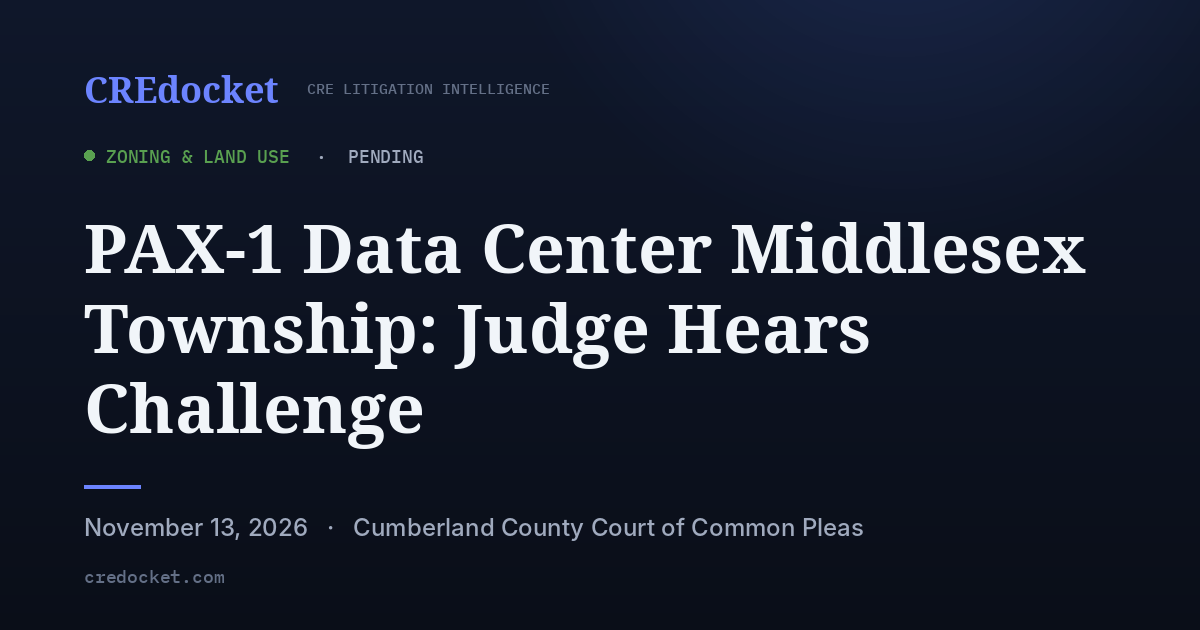 CREdocket CRE LITIGATION INTELLIGENCE
ZONING & LAND USE · PENDING
PAX-1 Data Center Middlesex
Township: Judge Hears
Challenge
November 13, 2026 · Cumberland County Court of Common Pleas
credocket.com